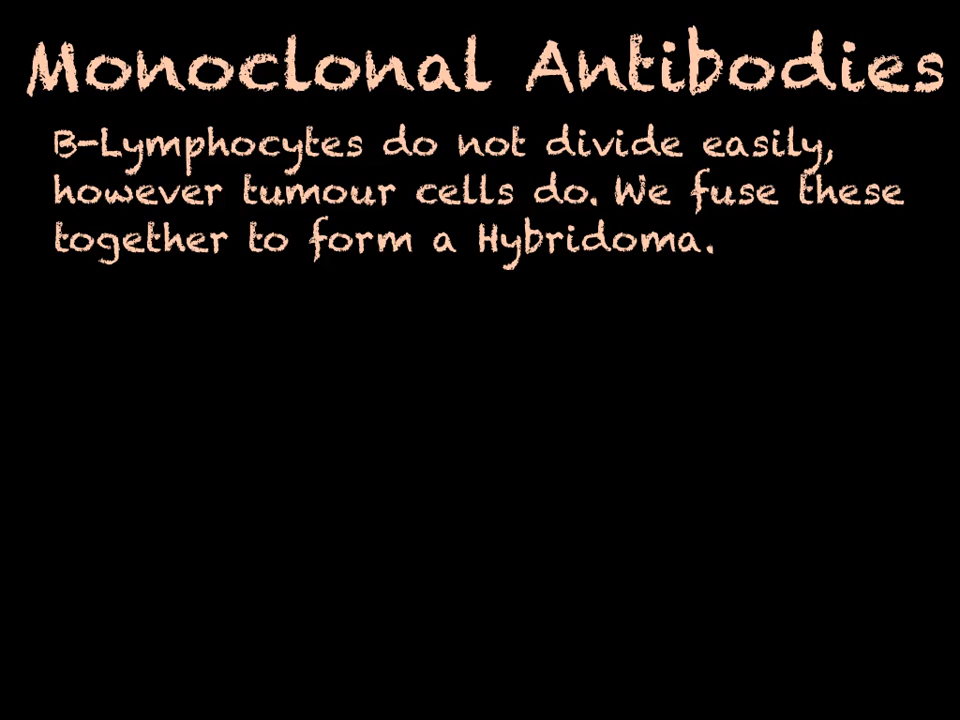 Monoclonal Antibodies
B-Lymphocytes do not divide easily,
however tumour cells do. We fuse these
together to form a Hybridoma.